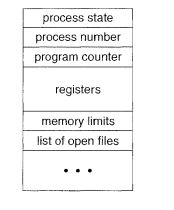 process state
process number
program counter
registers
memory limits
list of open files
• • •